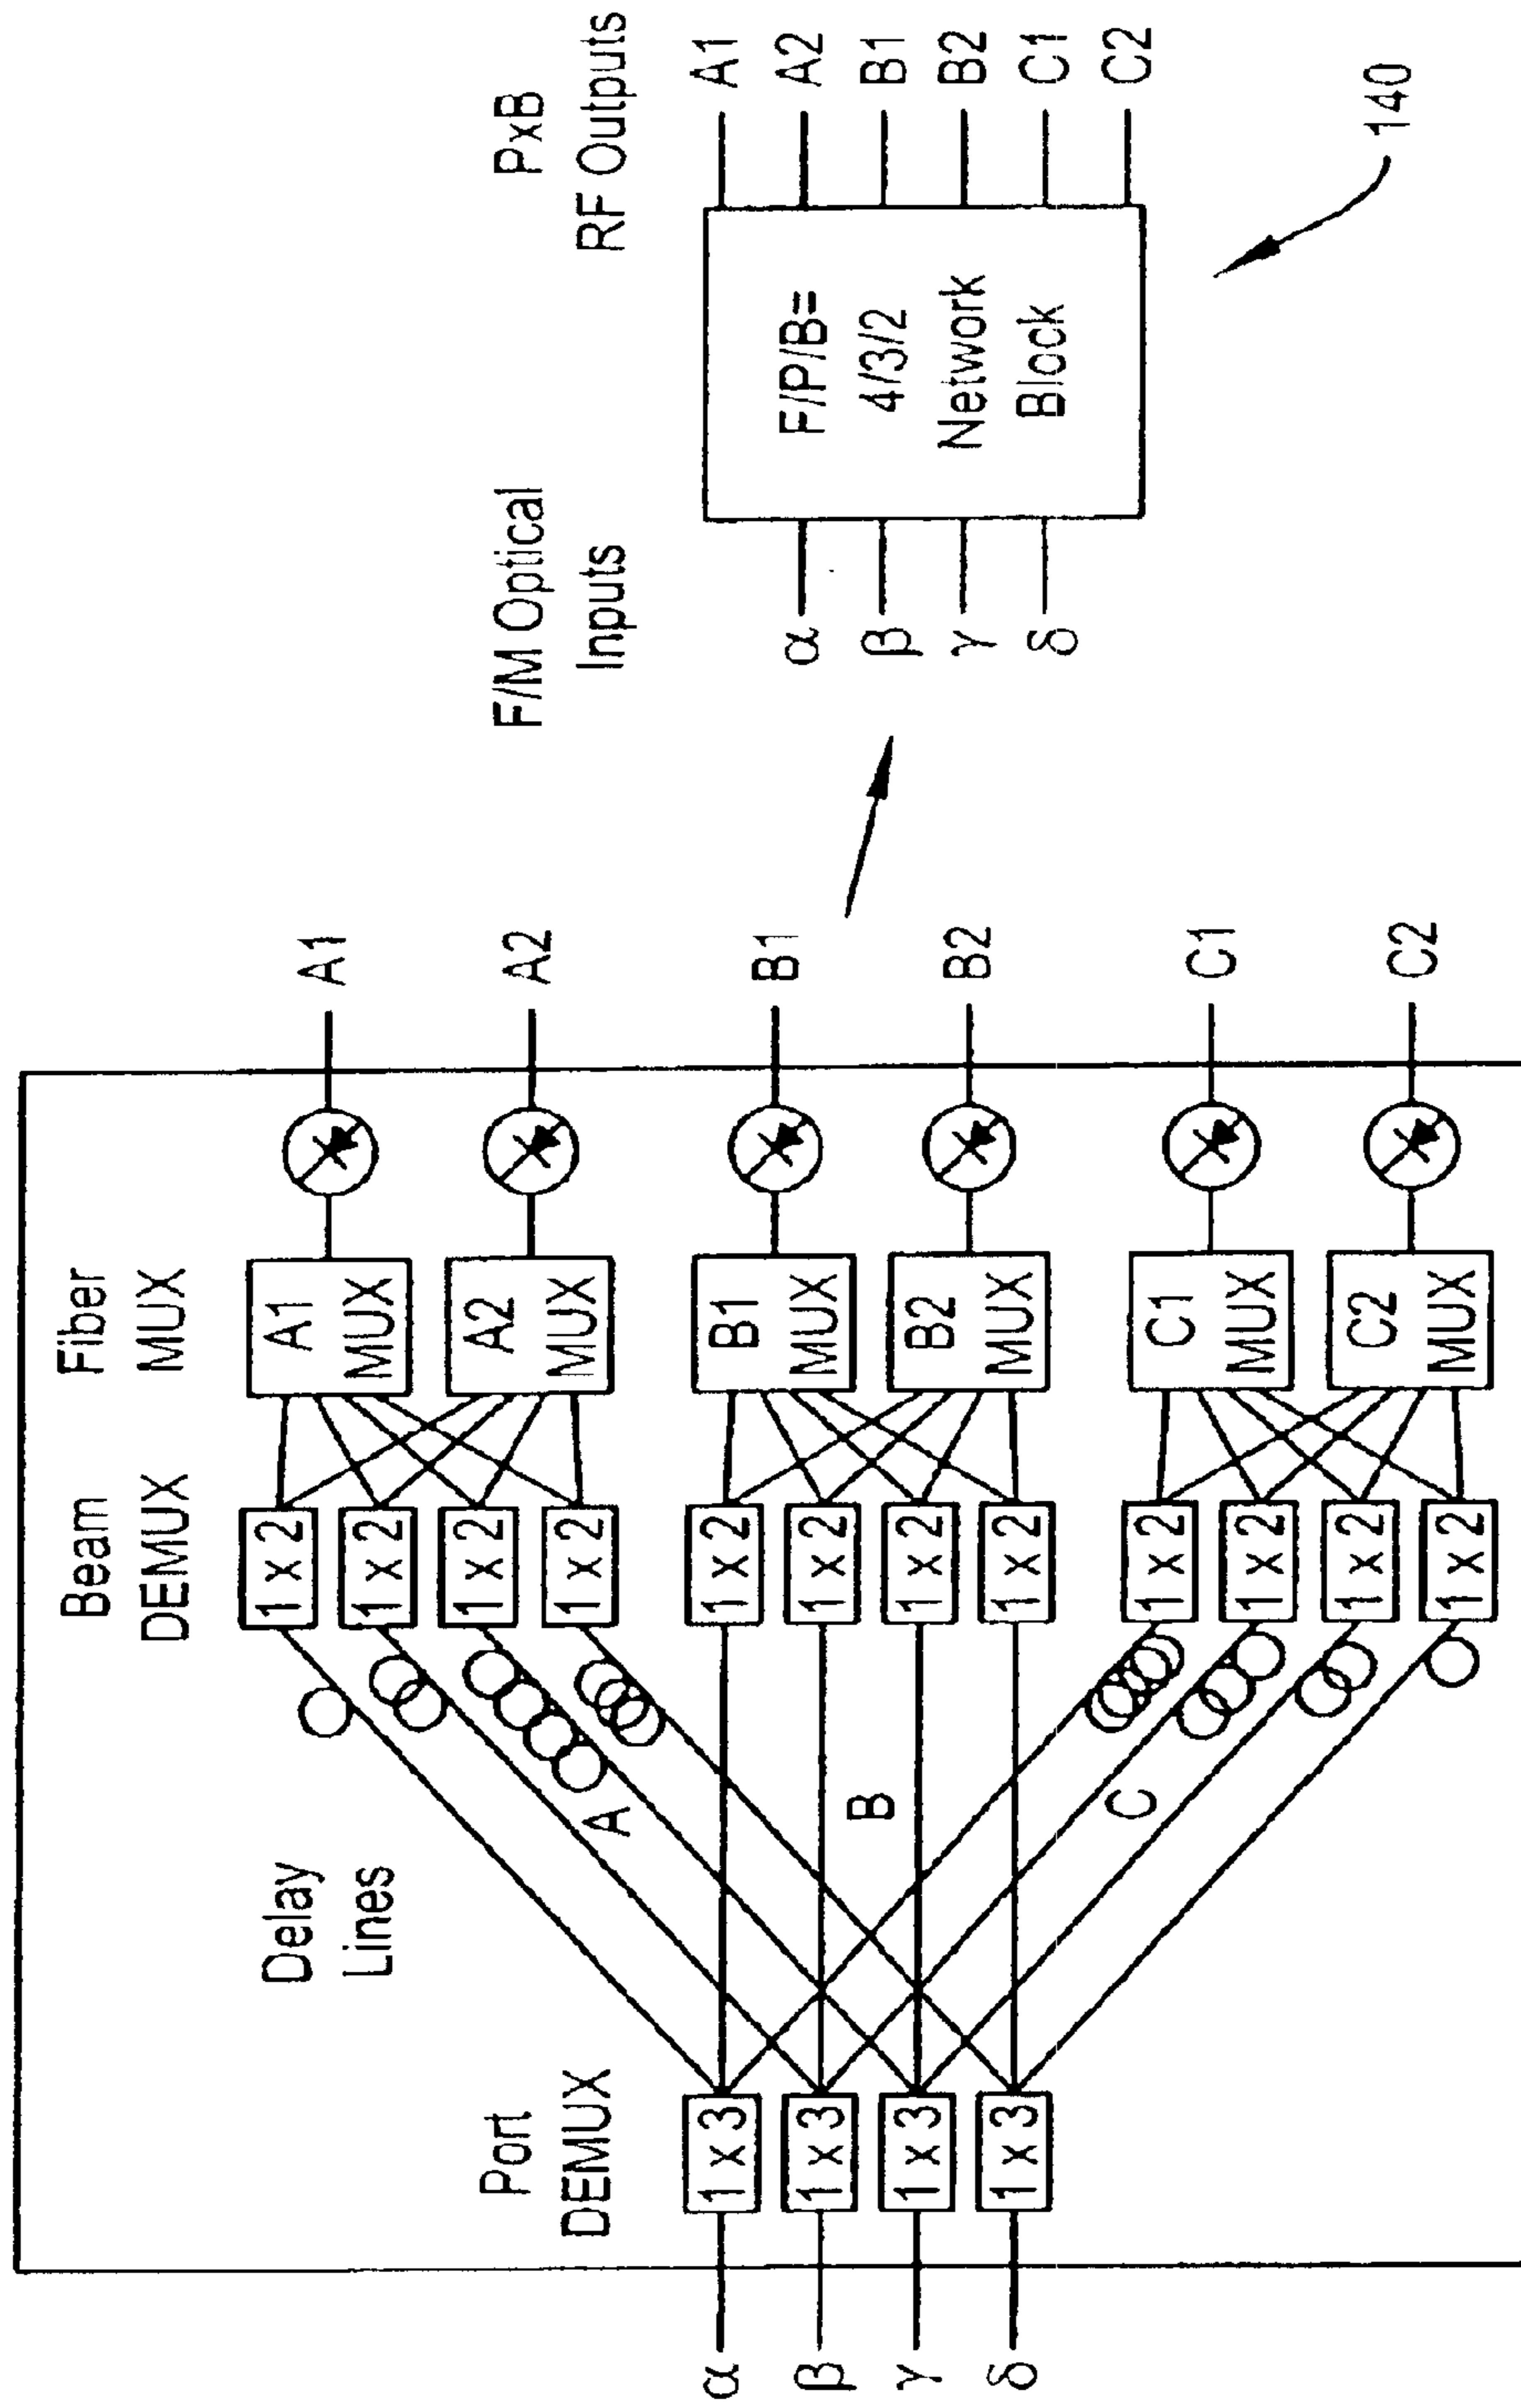 Port
DEMUX
Delay
Lines
Beam
DEMUX
Fiber
MUX
α
β
γ
δ
1 x 3
1 x 3
1 x 3
1 x 3
A
B
C
1 x 2
1 x 2
1 x 2
1 x 2
1 x 2
1 x 2
1 x 2
1 x 2
1 x 2
1 x 2
1 x 2
1 x 2
A1
MUX
A2
MUX
B1
MUX
B2
MUX
C1
MUX
C2
MUX
A1
A2
B1
B2
C1
C2
F/M Optical
Inputs
α
β
γ
δ
F/P/B=
4/3/2
Network
Block
PxB
RF Outputs
A1
A2
B1
B2
C1
C2
140